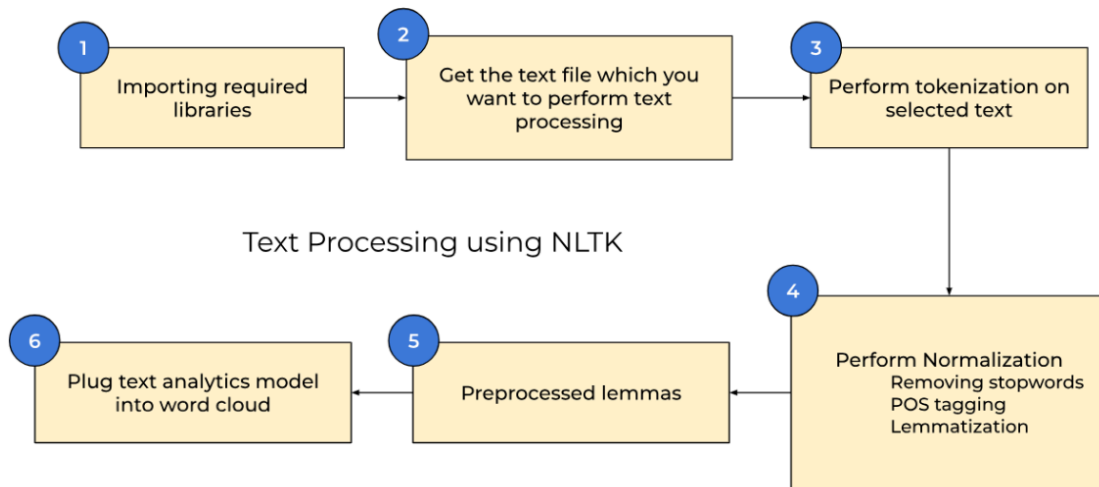 1
Importing required
libraries
2
Get the text file which you
want to perform text
processing
3
Perform tokenization on
selected text
Text Processing using NLTK
4
Perform Normalization
Removing stopwords
POS tagging
Lemmatization
5
Preprocessed lemmas
6
Plug text analytics model
into word cloud